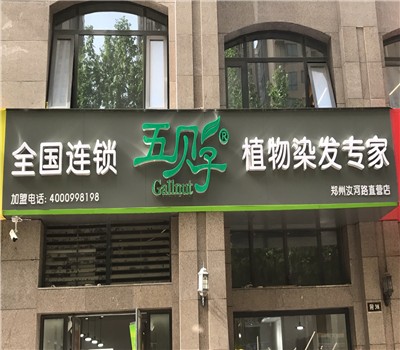 全国连锁 五贝子® 植物染发专家
Gallnut
加盟电话: 4000998198
郑州汝河路直营店